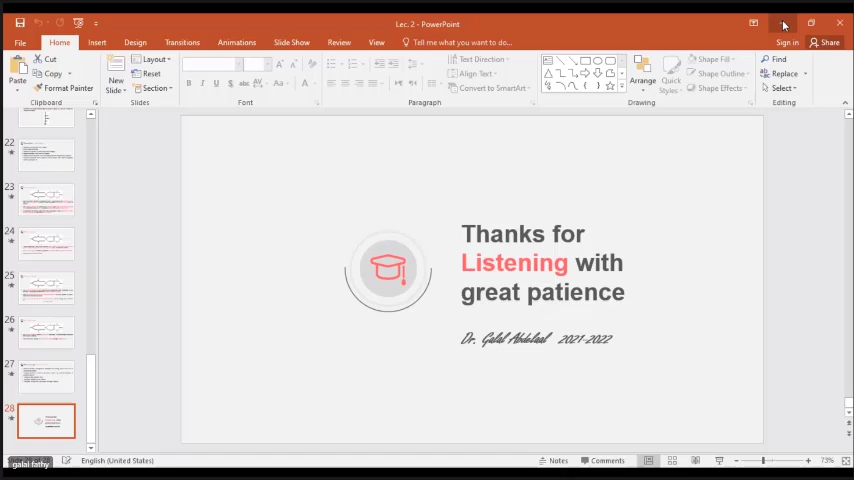 Lec. 2 - PowerPoint
File Home Insert Design Transitions Animations Slide Show Review View Tell me what you want to do... Sign in Share
Paste
Cut
Copy
Format Painter
Clipboard
New
Slide
Layout
Reset
Section
Slides
B I U S abc AV Aa A
Font
Text Direction
Align Text
Convert to SmartArt
Paragraph
Arrange
Quick
Styles
Shape Fill
Shape Outline
Shape Effects
Drawing
Find
Replace
Select
Editing
22
23
24
25
26
27
28
Thanks for
Listening with
great patience
Dr. Galal Abdelaal 2021-2022
galal fathy
English (United States)
Notes Comments 73%